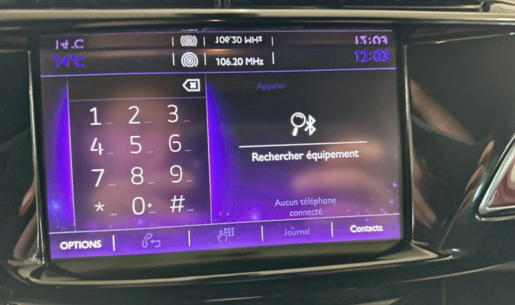 14°C | 106.20 MHz | 12:03
Appeler
1 2 3
4 5 6
7 8 9
* 0+ #
Rechercher équipement
Aucun téléphone
connecté
OPTIONS | Journal | Contacts